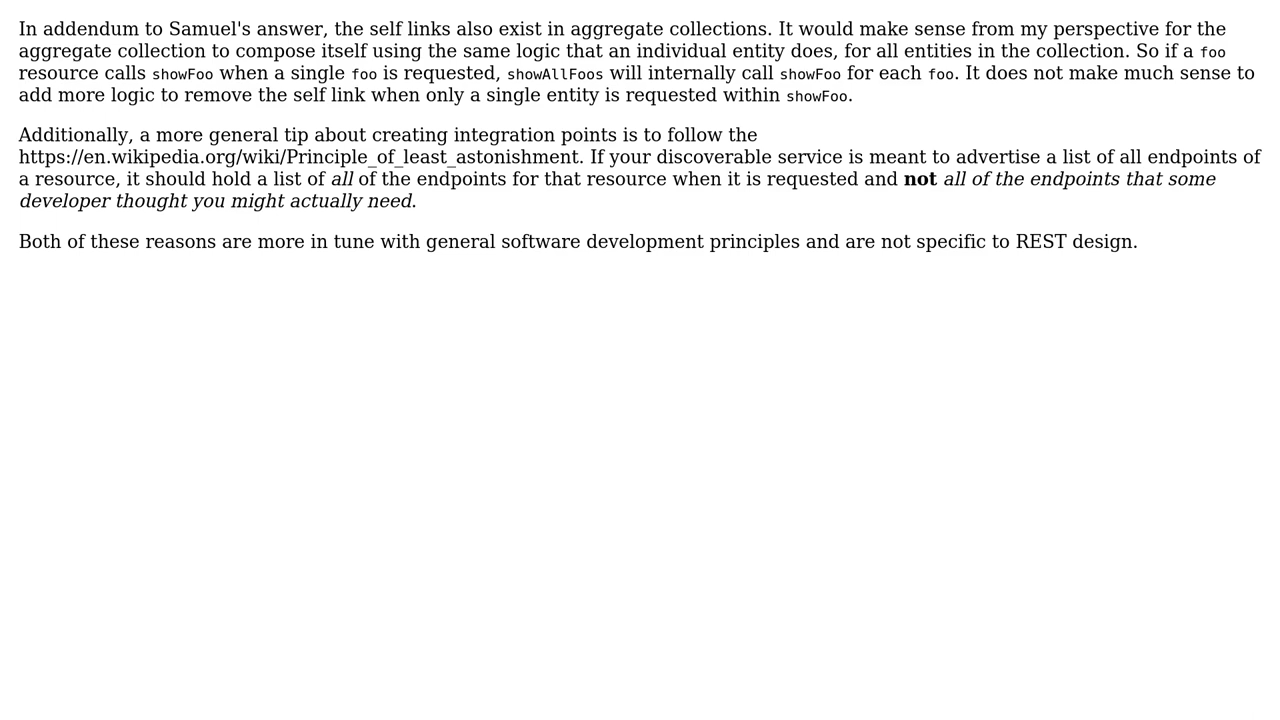 In addendum to Samuel's answer, the self links also exist in aggregate collections. It would make sense from my perspective for the
aggregate collection to compose itself using the same logic that an individual entity does, for all entities in the collection. So if a foo
resource calls showFoo when a single foo is requested, showAllFoos will internally call showFoo for each foo. It does not make much sense to
add more logic to remove the self link when only a single entity is requested within showFoo.
Additionally, a more general tip about creating integration points is to follow the
https://en.wikipedia.org/wiki/Principle_of_least_astonishment. If your discoverable service is meant to advertise a list of all endpoints of
a resource, it should hold a list of all of the endpoints for that resource when it is requested and not all of the endpoints that some
developer thought you might actually need.
Both of these reasons are more in tune with general software development principles and are not specific to REST design.